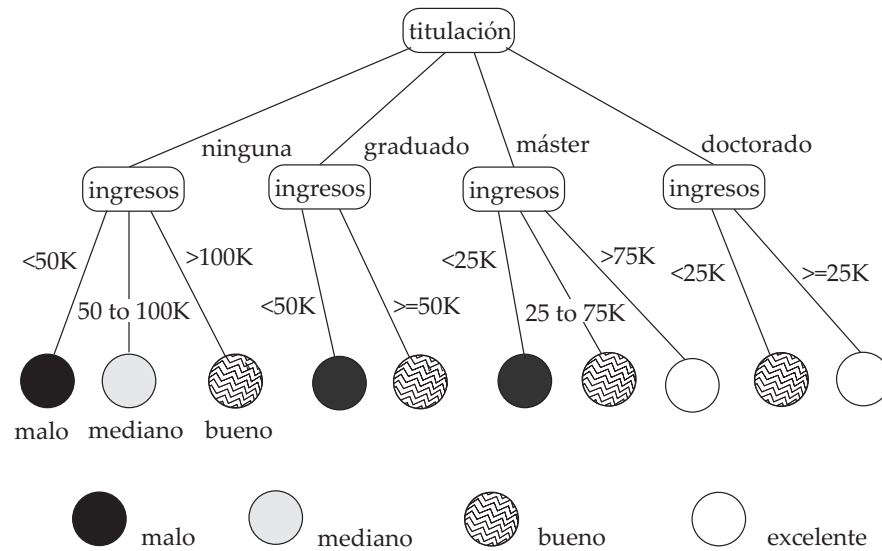 titulación
ninguna graduado máster doctorado
ingresos ingresos ingresos ingresos
<50K >100K <25K >75K <25K >=25K
50 to 100K <50K >=50K 25 to 75K
malo mediano bueno
malo mediano bueno excelente